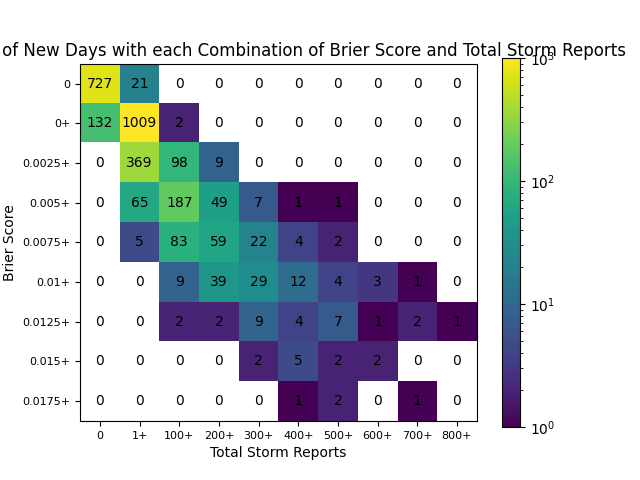 of New Days with each Combination of Brier Score and Total Storm Reports
0 727 21 0 0 0 0 0 0 0 0
0+ 132 1009 2 0 0 0 0 0 0 0
0.0025+ 0 369 98 9 0 0 0 0 0 0
0.005+ 0 65 187 49 7 1 1 0 0 0
0.0075+ 0 5 83 59 22 4 2 0 0 0
0.01+ 0 0 9 39 29 12 4 3 1 0
0.0125+ 0 0 2 2 9 4 7 1 2 1
0.015+ 0 0 0 0 2 5 2 2 0 0
0.0175+ 0 0 0 0 0 1 2 0 1 0
0 1+ 100+ 200+ 300+ 400+ 500+ 600+ 700+ 800+
Total Storm Reports
Brier Score
10³
10²
10¹
10⁰